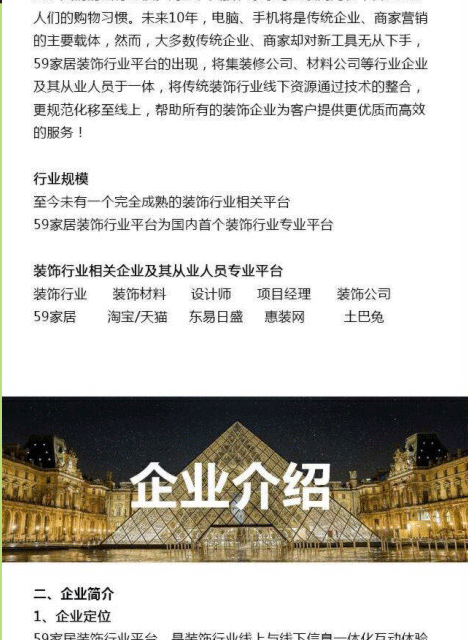 人们的购物习惯。未来10年，电脑、手机将是传统企业、商家营销
的主要载体，然而，大多数传统企业、商家却对新工具无从下手，
59家居装饰行业平台的出现，将集装修公司、材料公司等行业企业
及其从业人员于一体，将传统装饰行业线下资源通过技术的整合，
更规范化移至线上，帮助所有的装饰企业为客户提供更优质而高效
的服务！
行业规模
至今未有一个完全成熟的装饰行业相关平台
59家居装饰行业平台为国内首个装饰行业专业平台
装饰行业相关企业及其从业人员专业平台
装饰行业 装饰材料 设计师 项目经理 装饰公司
59家居 淘宝/天猫 东易日盛 惠装网 土巴兔
企业介绍
二、企业简介
1、企业定位
59家居装饰行业平台，是装饰行业线上与线下信息一体化互动体验